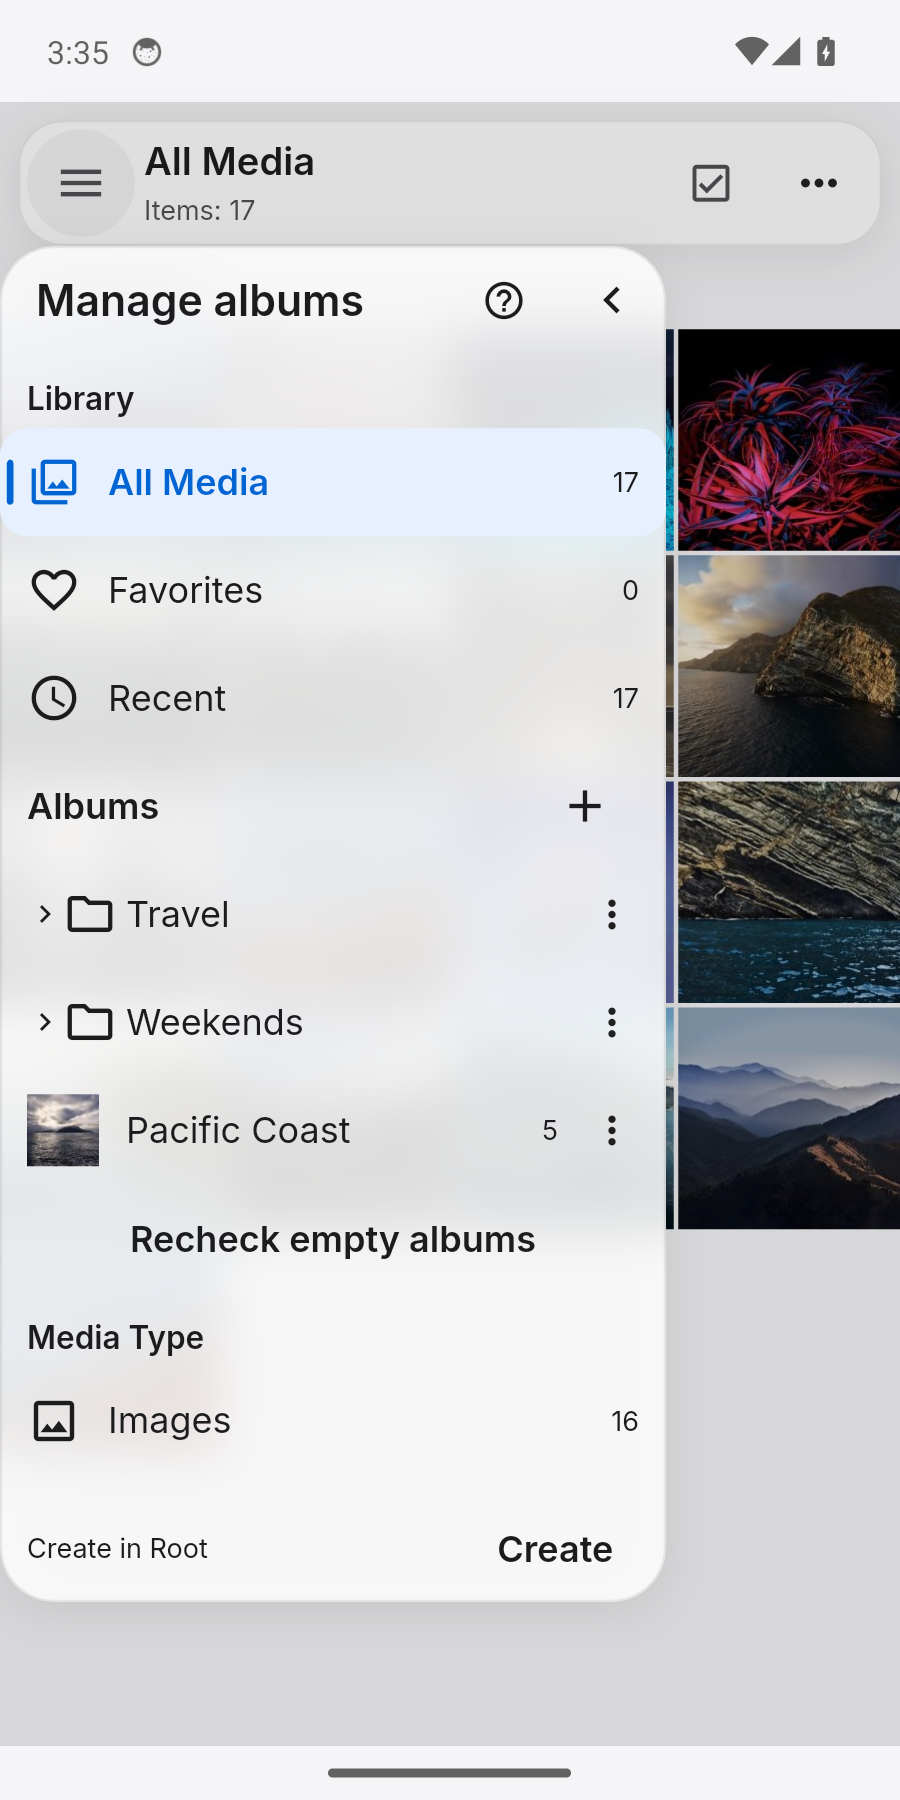 3:35
All Media
Items: 17
Manage albums
Library
All Media 17
Favorites 0
Recent 17
Albums
Travel
Weekends
Pacific Coast 5
Recheck empty albums
Media Type
Images 16
Create in Root Create